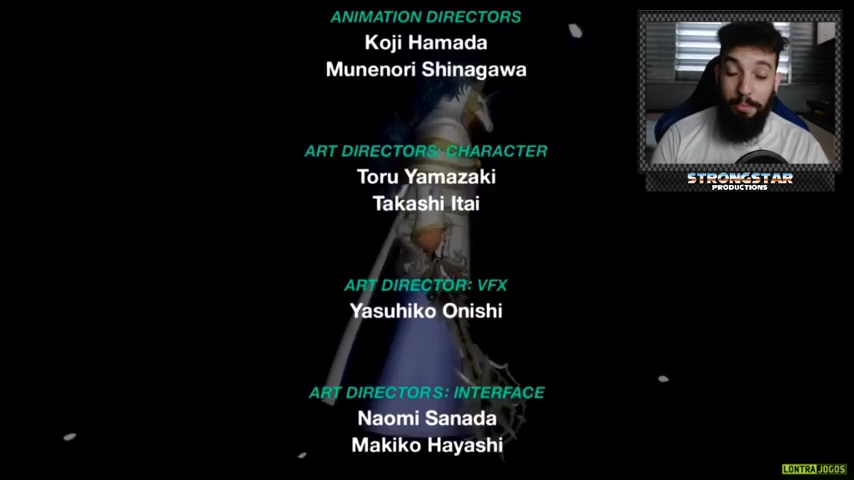 ANIMATION DIRECTORS
Koji Hamada
Munenori Shinagawa
ART DIRECTORS: CHARACTER
Toru Yamazaki
Takashi Itai
ART DIRECTOR: VFX
Yasuhiko Onishi
ART DIRECTORS: INTERFACE
Naomi Sanada
Makiko Hayashi
STRONGSTAR
PRODUCTIONS
LONTRA JOGOS